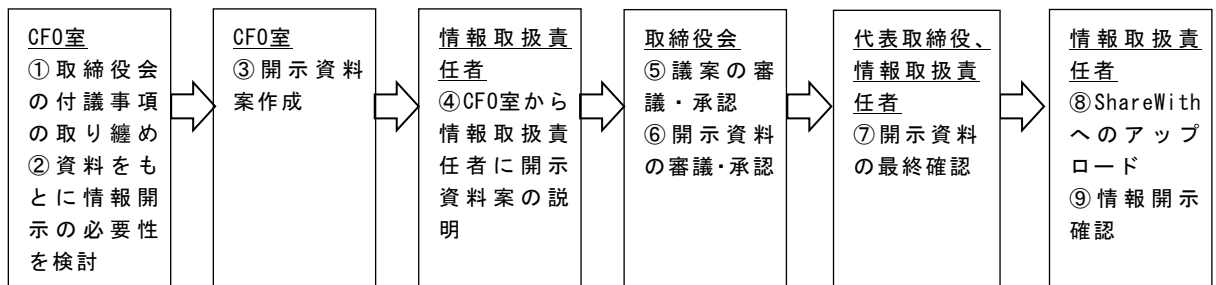 CFO室
①取締役会
の付議事項
の取り纏め
②資料をも
とに情報開
示の必要性
を検討
CFO室
③開示資料
案作成
情報取扱責
任者
④CFO室から
情報取扱責
任者に開示
資料案の説
明
取締役会
⑤議案の審
議・承認
⑥開示資料
の審議・承認
代表取締役、
情報取扱責
任者
⑦開示資料
の最終確認
情報取扱責
任者
⑧ShareWith
へのアップ
ロード
⑨情報開示
確認